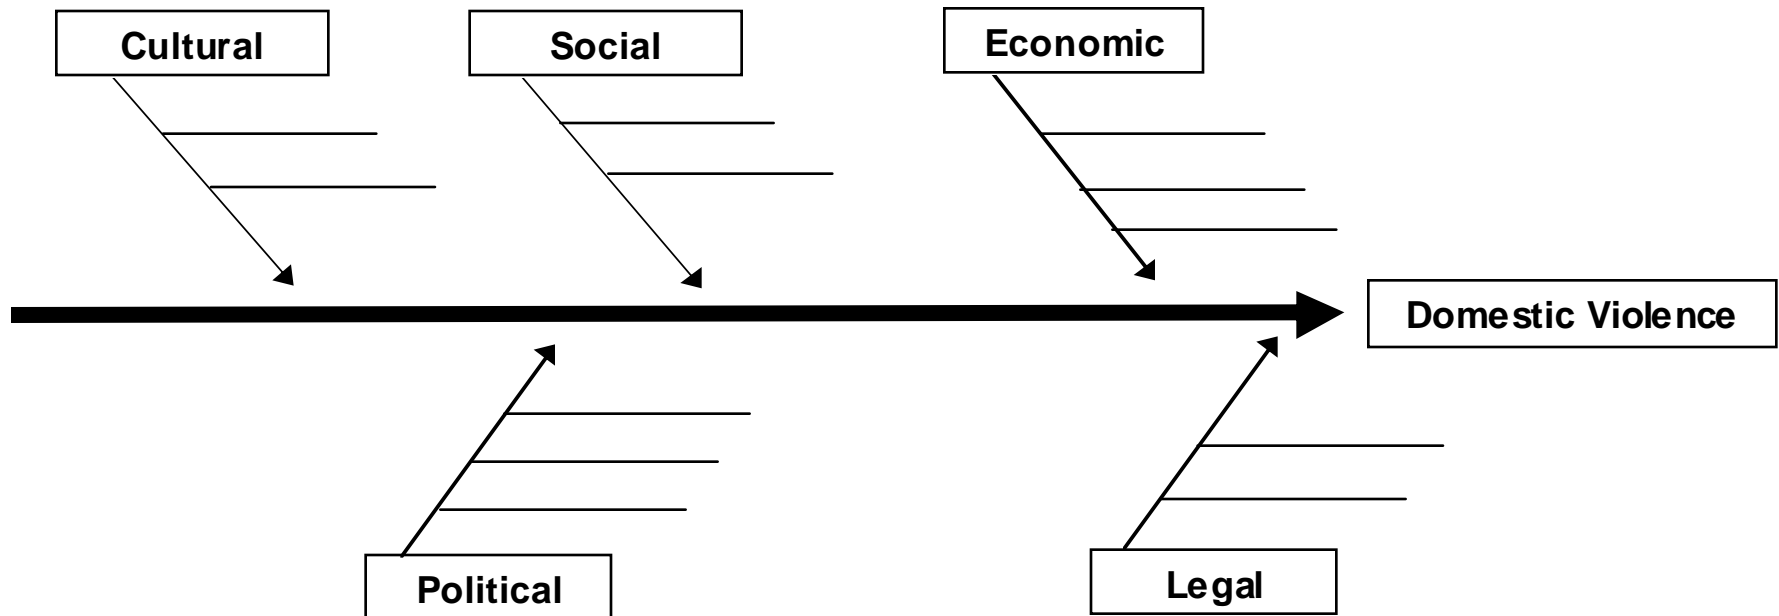 Cultural
Social
Economic
Domestic Violence
Political
Legal